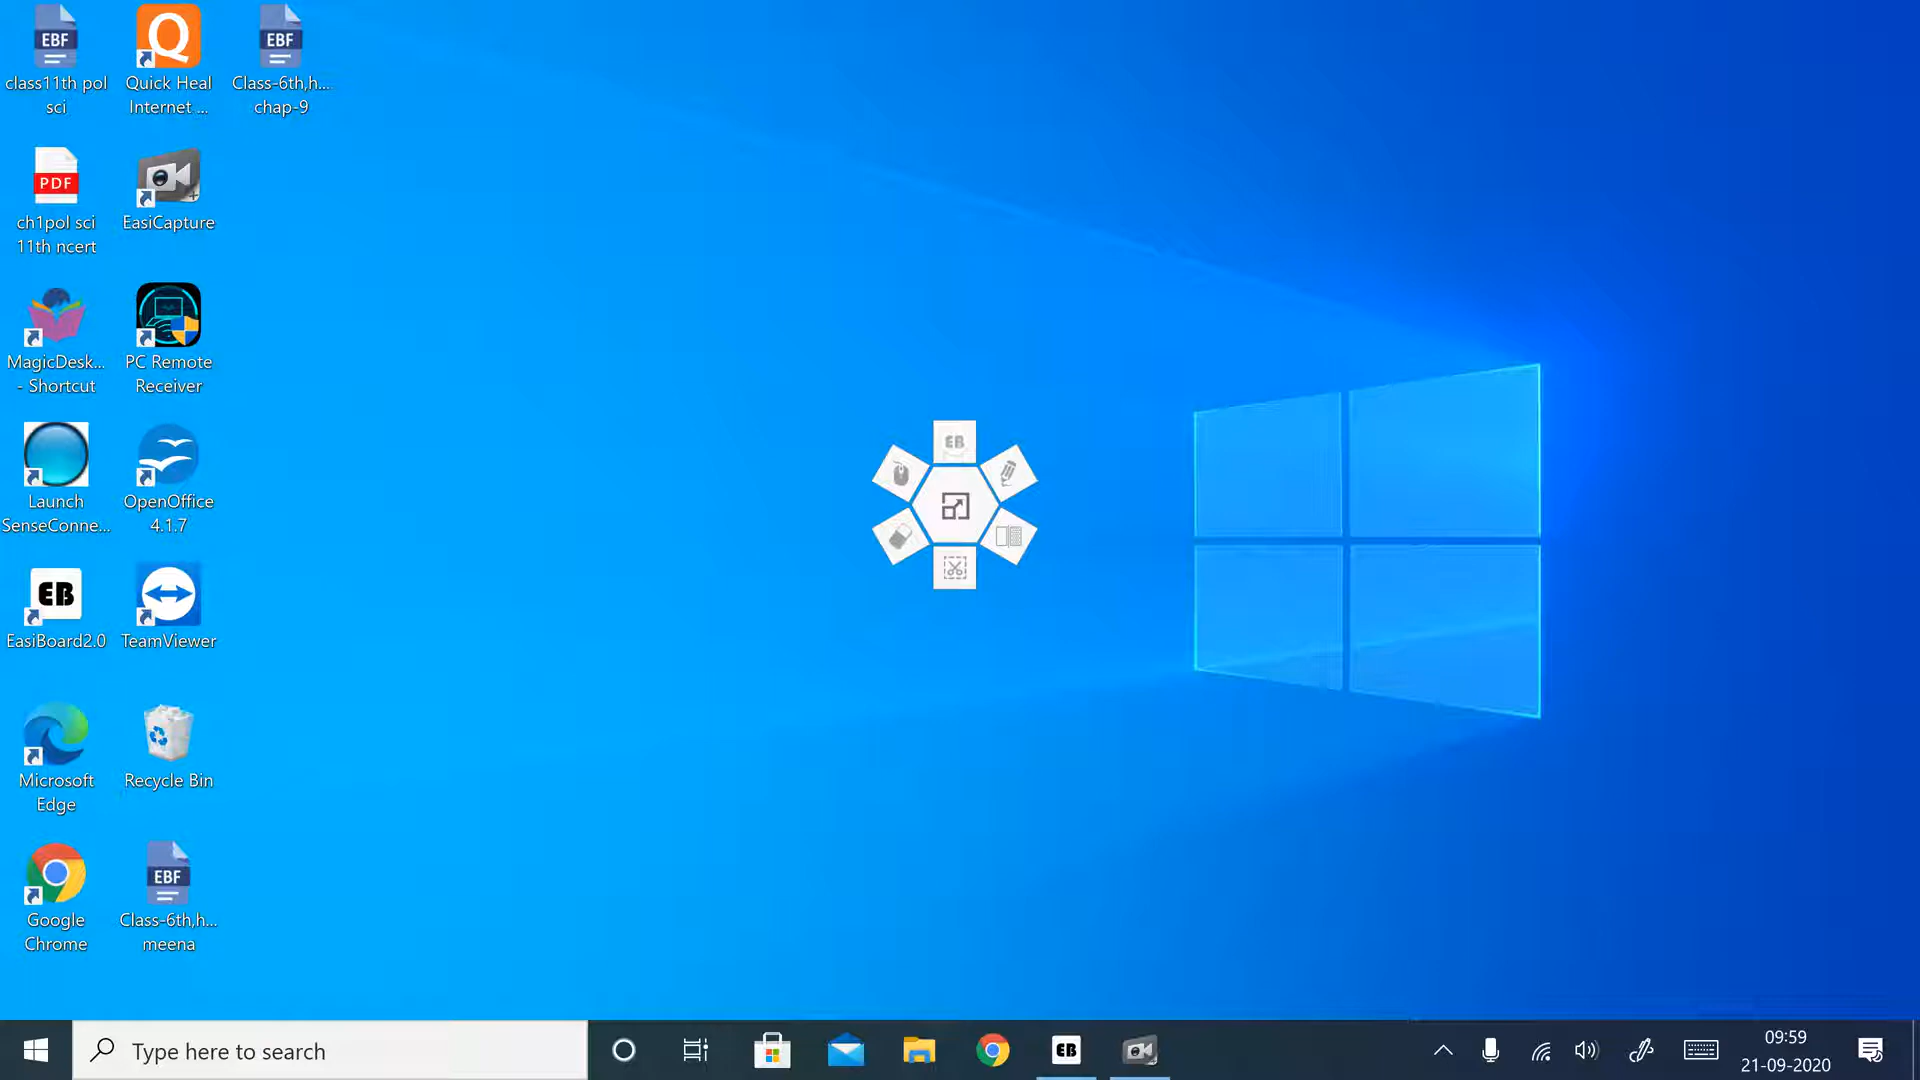 EBF
class11th pol
sci
Q
Quick Heal
Internet ...
EBF
Class-6th,h....
chap-9
PDF
ch1pol sci
11th ncert
EasiCapture
MagicDesk...
- Shortcut
PC Remote
Receiver
Launch
SenseConne...
OpenOffice
4.1.7
EB
EasiBoard2.0
TeamViewer
Microsoft
Edge
Recycle Bin
Google
Chrome
EBF
Class-6th,h...
meena
EB
Type here to search
EB
09:59
21-09-2020